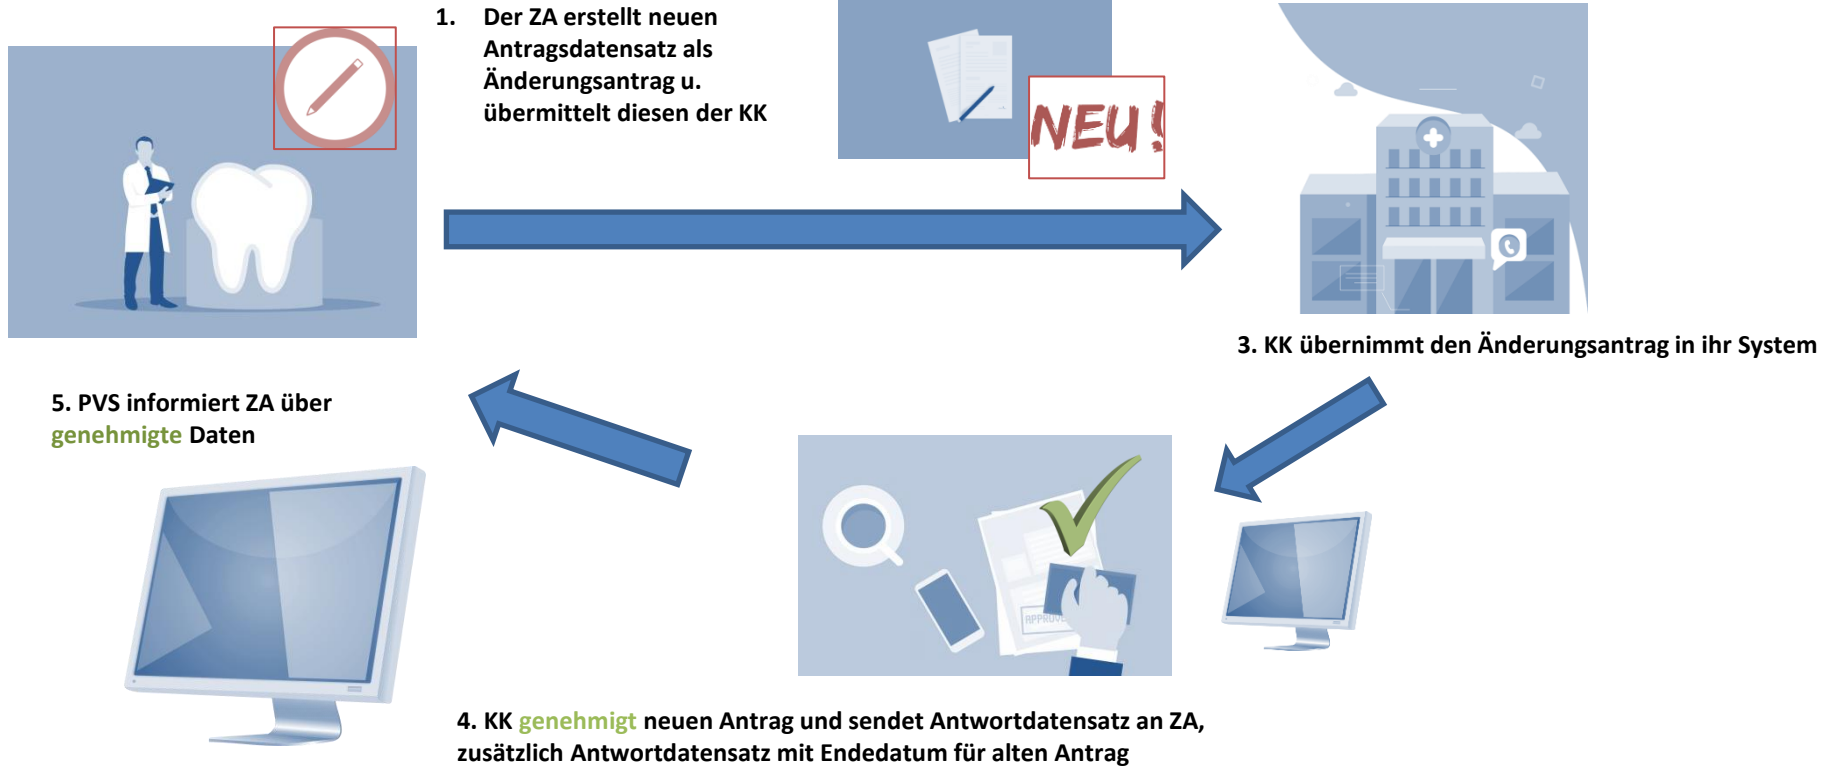 1. Der ZA erstellt neuen
Antragsdatensatz als
Änderungsantrag u.
übermittelt diesen der KK
NEU!
3. KK übernimmt den Änderungsantrag in ihr System
5. PVS informiert ZA über
genehmigte Daten
APPROVE
4. KK genehmigt neuen Antrag und sendet Antwortdatensatz an ZA,
zusätzlich Antwortdatensatz mit Endedatum für alten Antrag